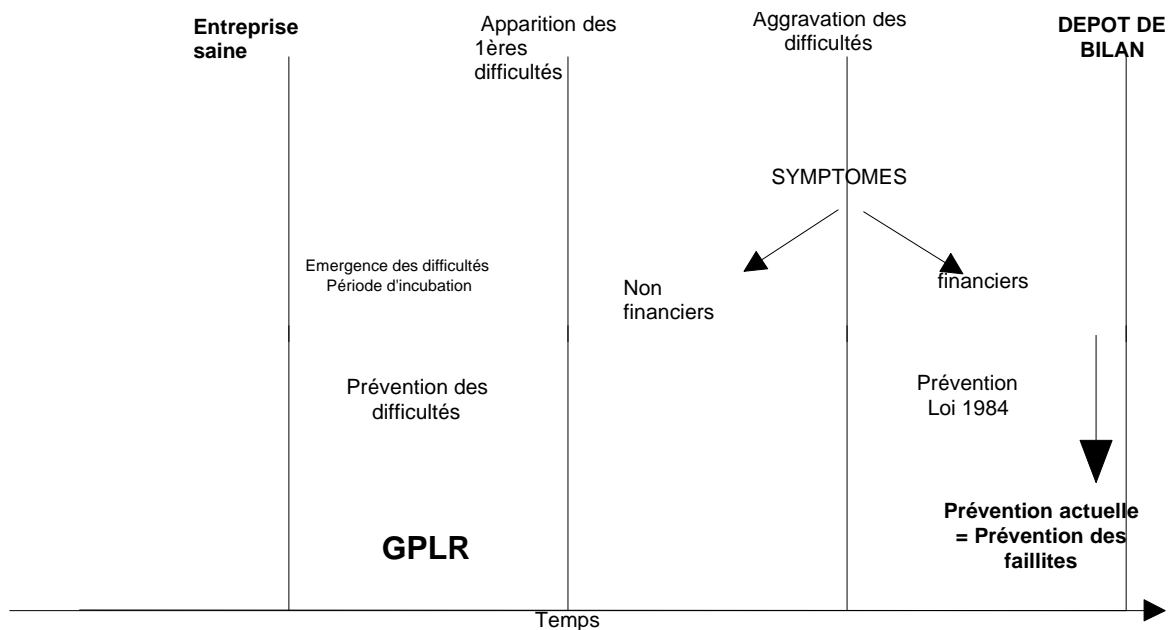 Entreprise
saine
Apparition des
1ères
difficultés
Aggravation des
difficultés
DEPOT DE
BILAN
SYMPTOMES
Emergence des difficultés
Période d'incubation
Non
financiers
financiers
Prévention des
difficultés
Prévention
Loi 1984
GPLR
Prévention actuelle
= Prévention des
faillites
Temps